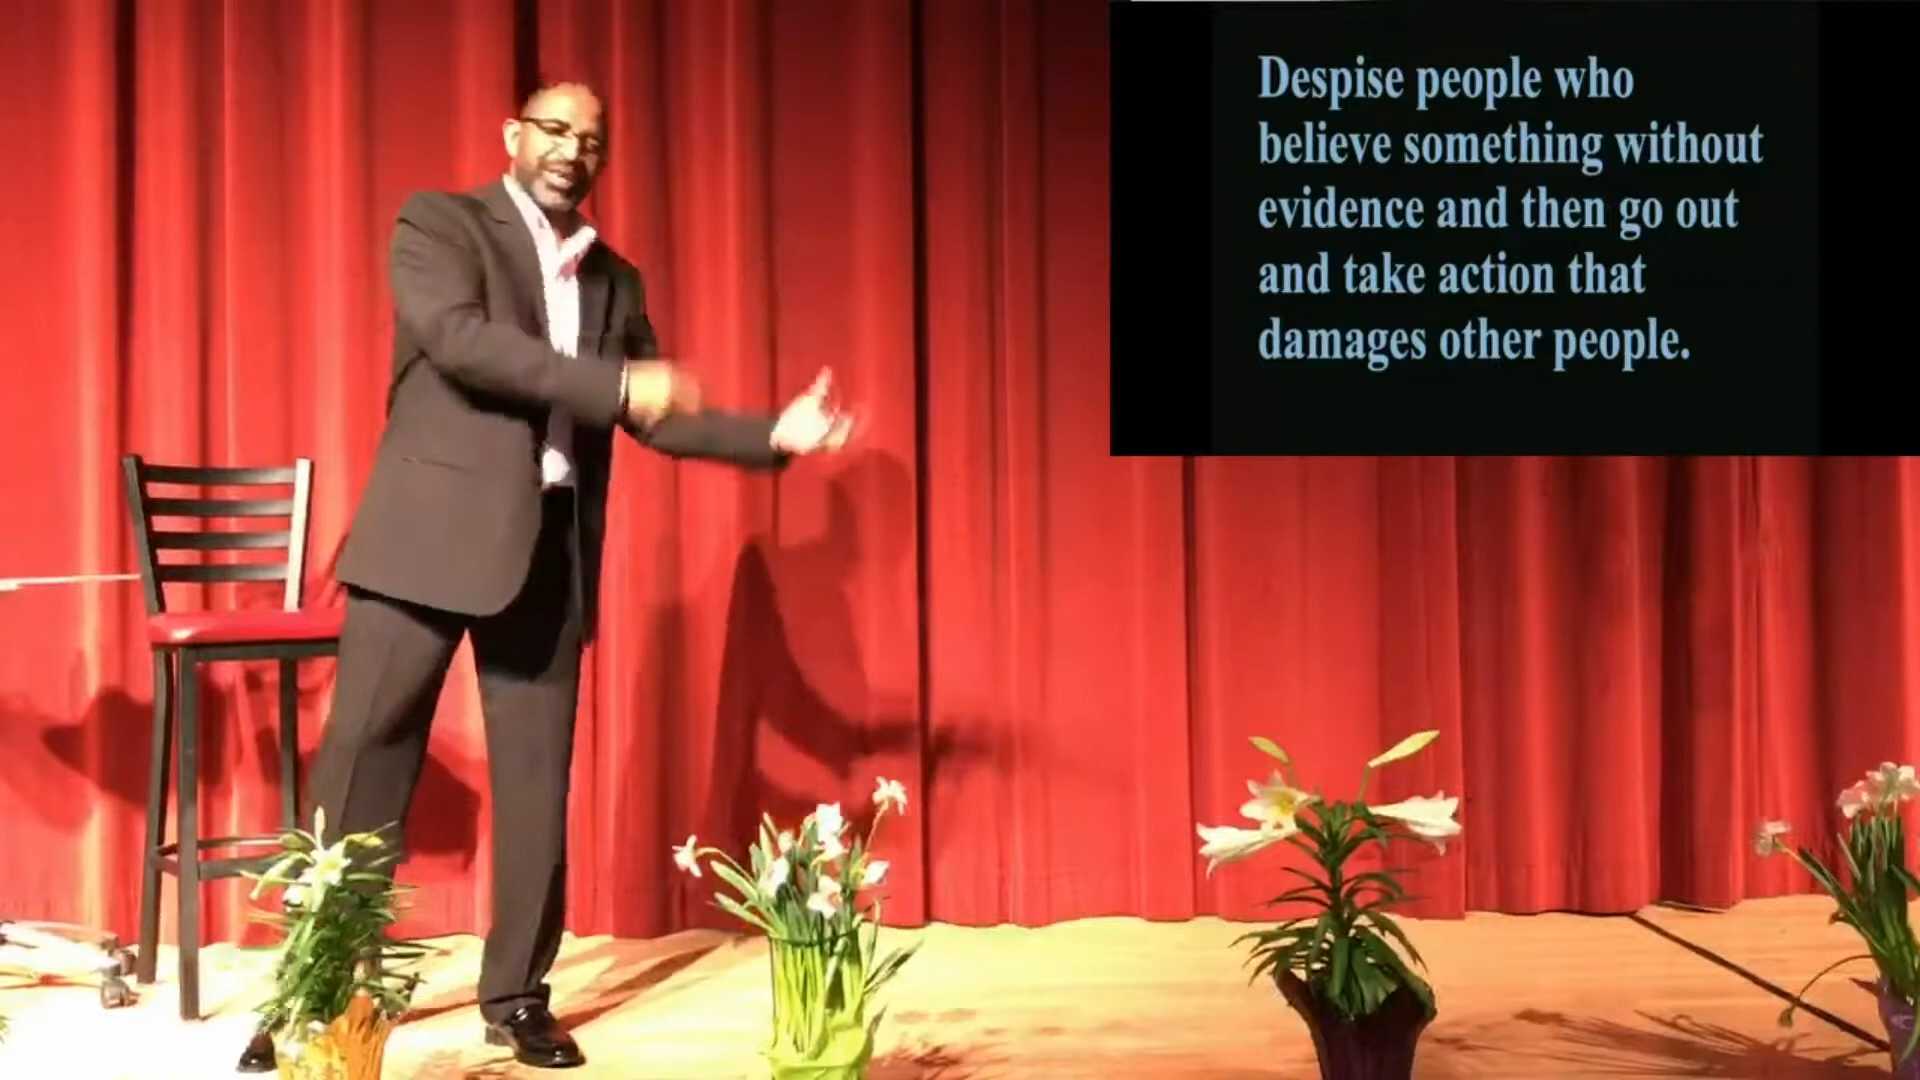 Despise people who
believe something without
evidence and then go out
and take action that
damages other people.